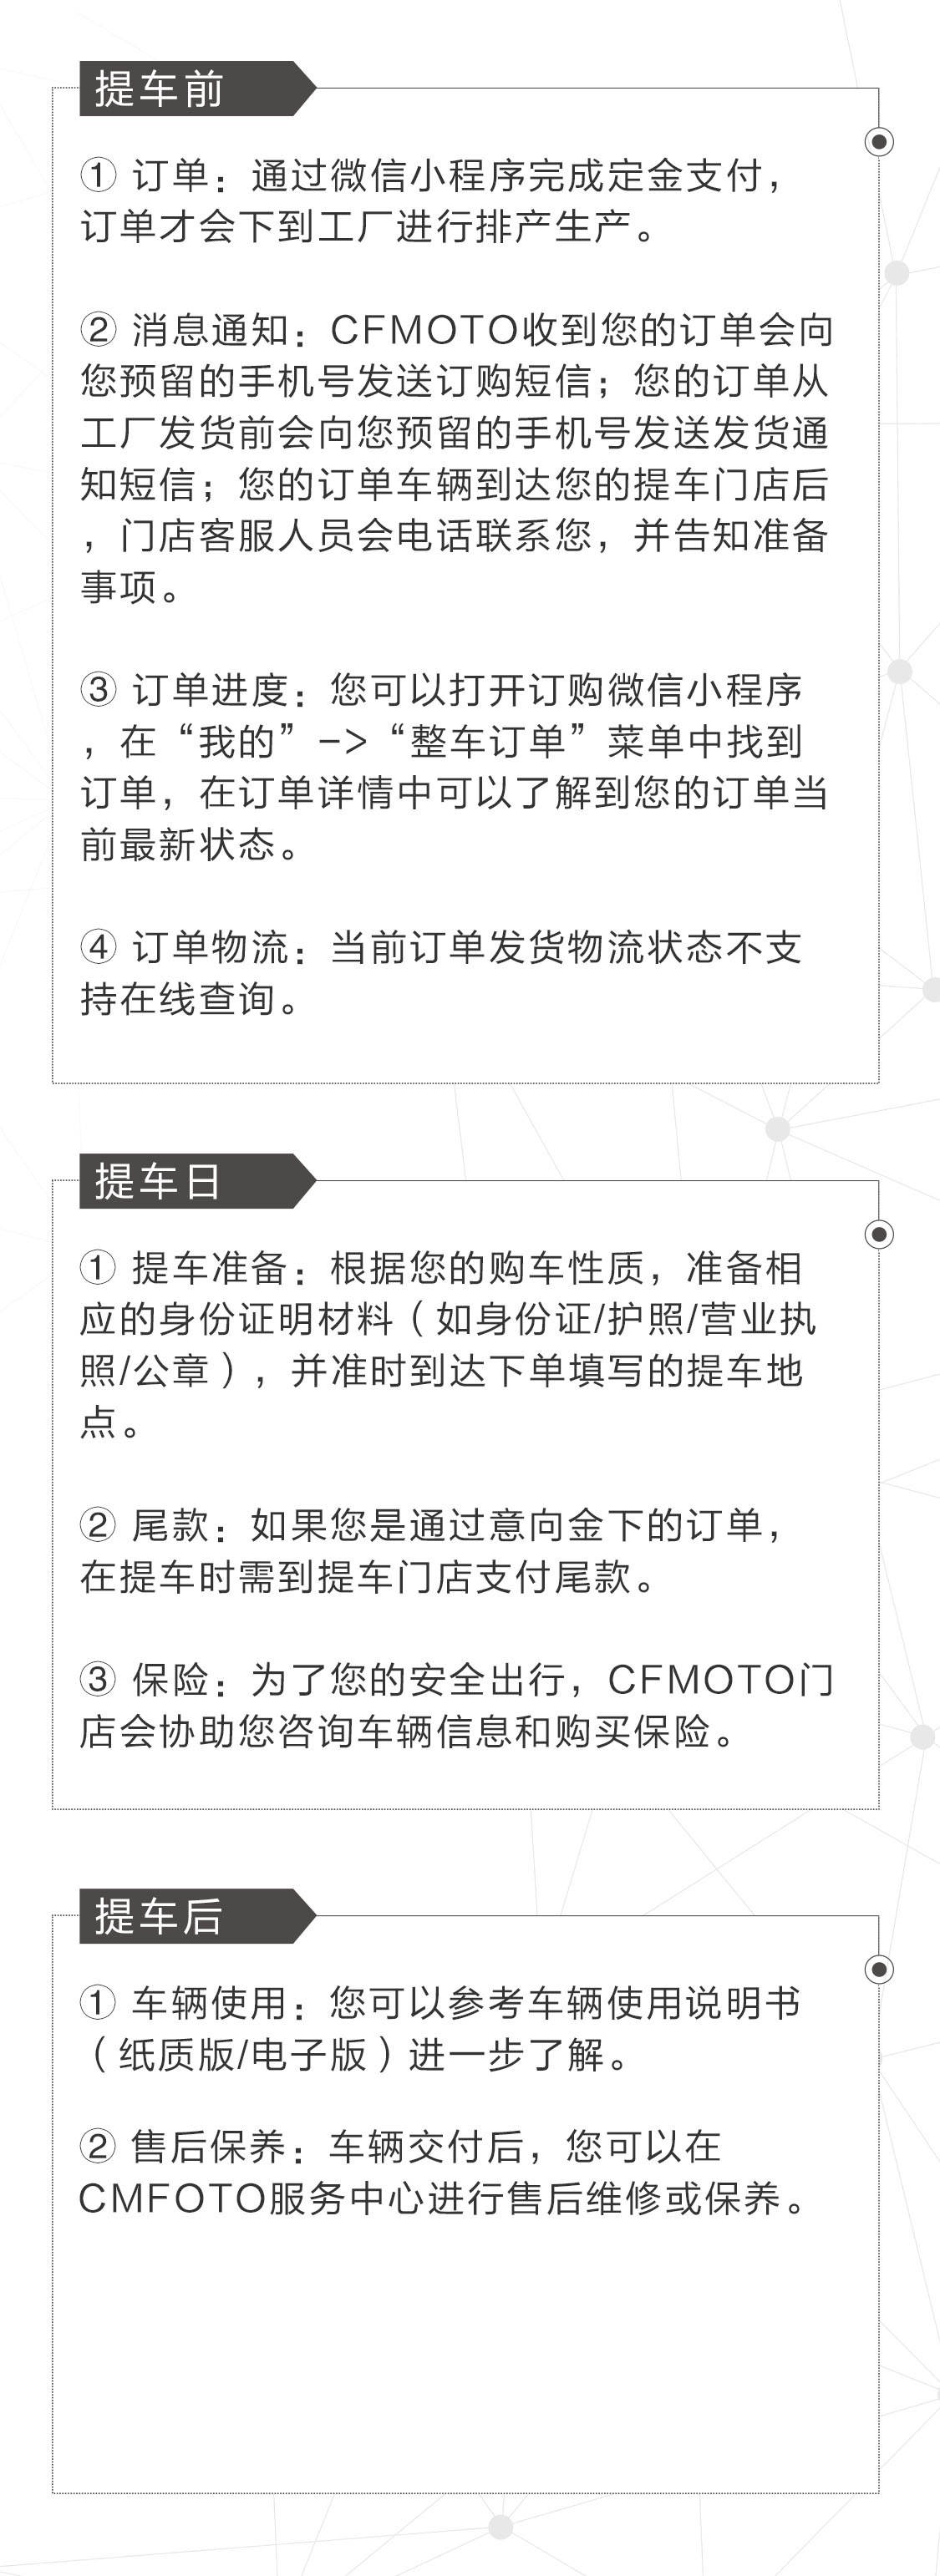 提车前
① 订单：通过微信小程序完成定金支付，
订单才会下到工厂进行排产生产。
② 消息通知：CFMOTO收到您的订单会向
您预留的手机号发送订购短信；您的订单从
工厂发货前会向您预留的手机号发送发货通
知短信；您的订单车辆到达您的提车门店后
，门店客服人员会电话联系您，并告知准备
事项。
③ 订单进度：您可以打开订购微信小程序
，在“我的”->“整车订单”菜单中找到
订单，在订单详情中可以了解到您的订单当
前最新状态。
④ 订单物流：当前订单发货物流状态不支
持在线查询。
提车日
① 提车准备：根据您的购车性质，准备相
应的身份证明材料（如身份证/护照/营业执
照/公章），并准时到达下单填写的提车地
点。
② 尾款：如果您是通过意向金下的订单，
在提车时需到提车门店支付尾款。
③ 保险：为了您的安全出行，CFMOTO门
店会协助您咨询车辆信息和购买保险。
提车后
① 车辆使用：您可以参考车辆使用说明书
（纸质版/电子版）进一步了解。
② 售后保养：车辆交付后，您可以在
CMFOTO服务中心进行售后维修或保养。